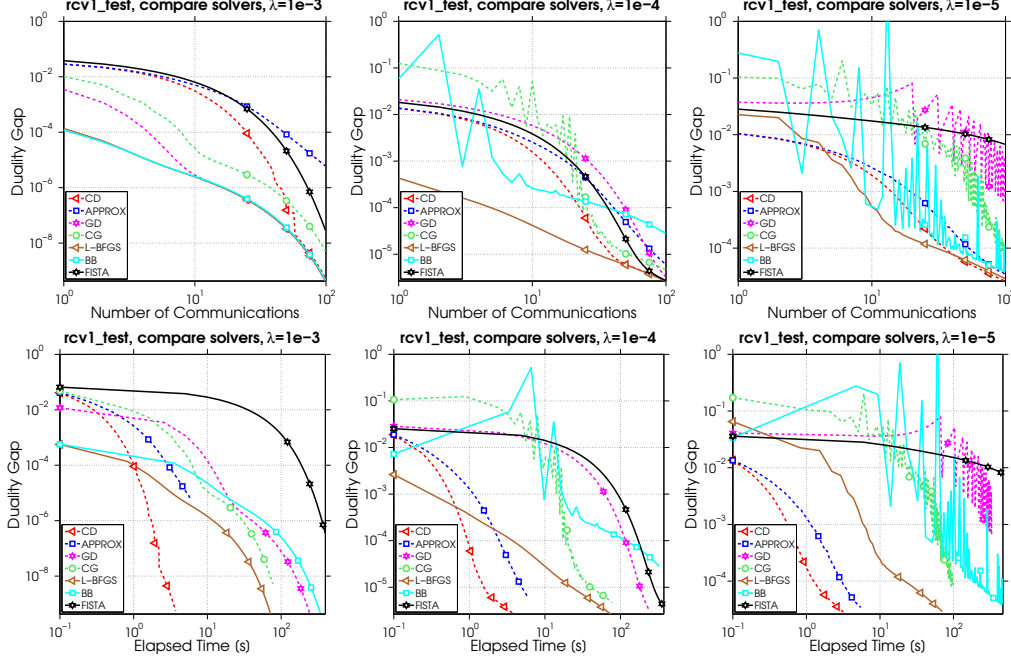 rcv1_test, compare solvers, λ=1e-3
10^0
10^-2
10^-4
10^-6
10^-8
Duality Gap
CD
APPROX
GD
CG
L-BFGS
BB
FISTA
10^0
10^1
10^2
Number of Communications
rcv1_test, compare solvers, λ=1e-4
10^-1
10^-2
10^-3
10^-4
10^-5
Duality Gap
CD
APPROX
GD
CG
L-BFGS
BB
FISTA
10^0
10^1
10^2
Number of Communications
rcv1_test, compare solvers, λ=1e-5
10^0
10^-2
10^-4
Duality Gap
CD
APPROX
GD
CG
L-BFGS
BB
FISTA
10^0
10^1
10^2
Number of Communications
rcv1_test, compare solvers, λ=1e-3
10^0
10^-2
10^-4
10^-6
10^-8
Duality Gap
CD
APPROX
GD
CG
L-BFGS
BB
FISTA
10^-1
10^0
10^1
10^2
Elapsed Time [s]
rcv1_test, compare solvers, λ=1e-4
10^0
10^-1
10^-2
10^-3
10^-4
10^-5
Duality Gap
CD
APPROX
GD
CG
L-BFGS
BB
FISTA
10^-1
10^0
10^1
10^2
Elapsed Time [s]
rcv1_test, compare solvers, λ=1e-5
10^0
10^-1
10^-2
10^-3
10^-4
Duality Gap
CD
APPROX
GD
CG
L-BFGS
BB
FISTA
10^-1
10^0
10^1
10^2
Elapsed Time [s]